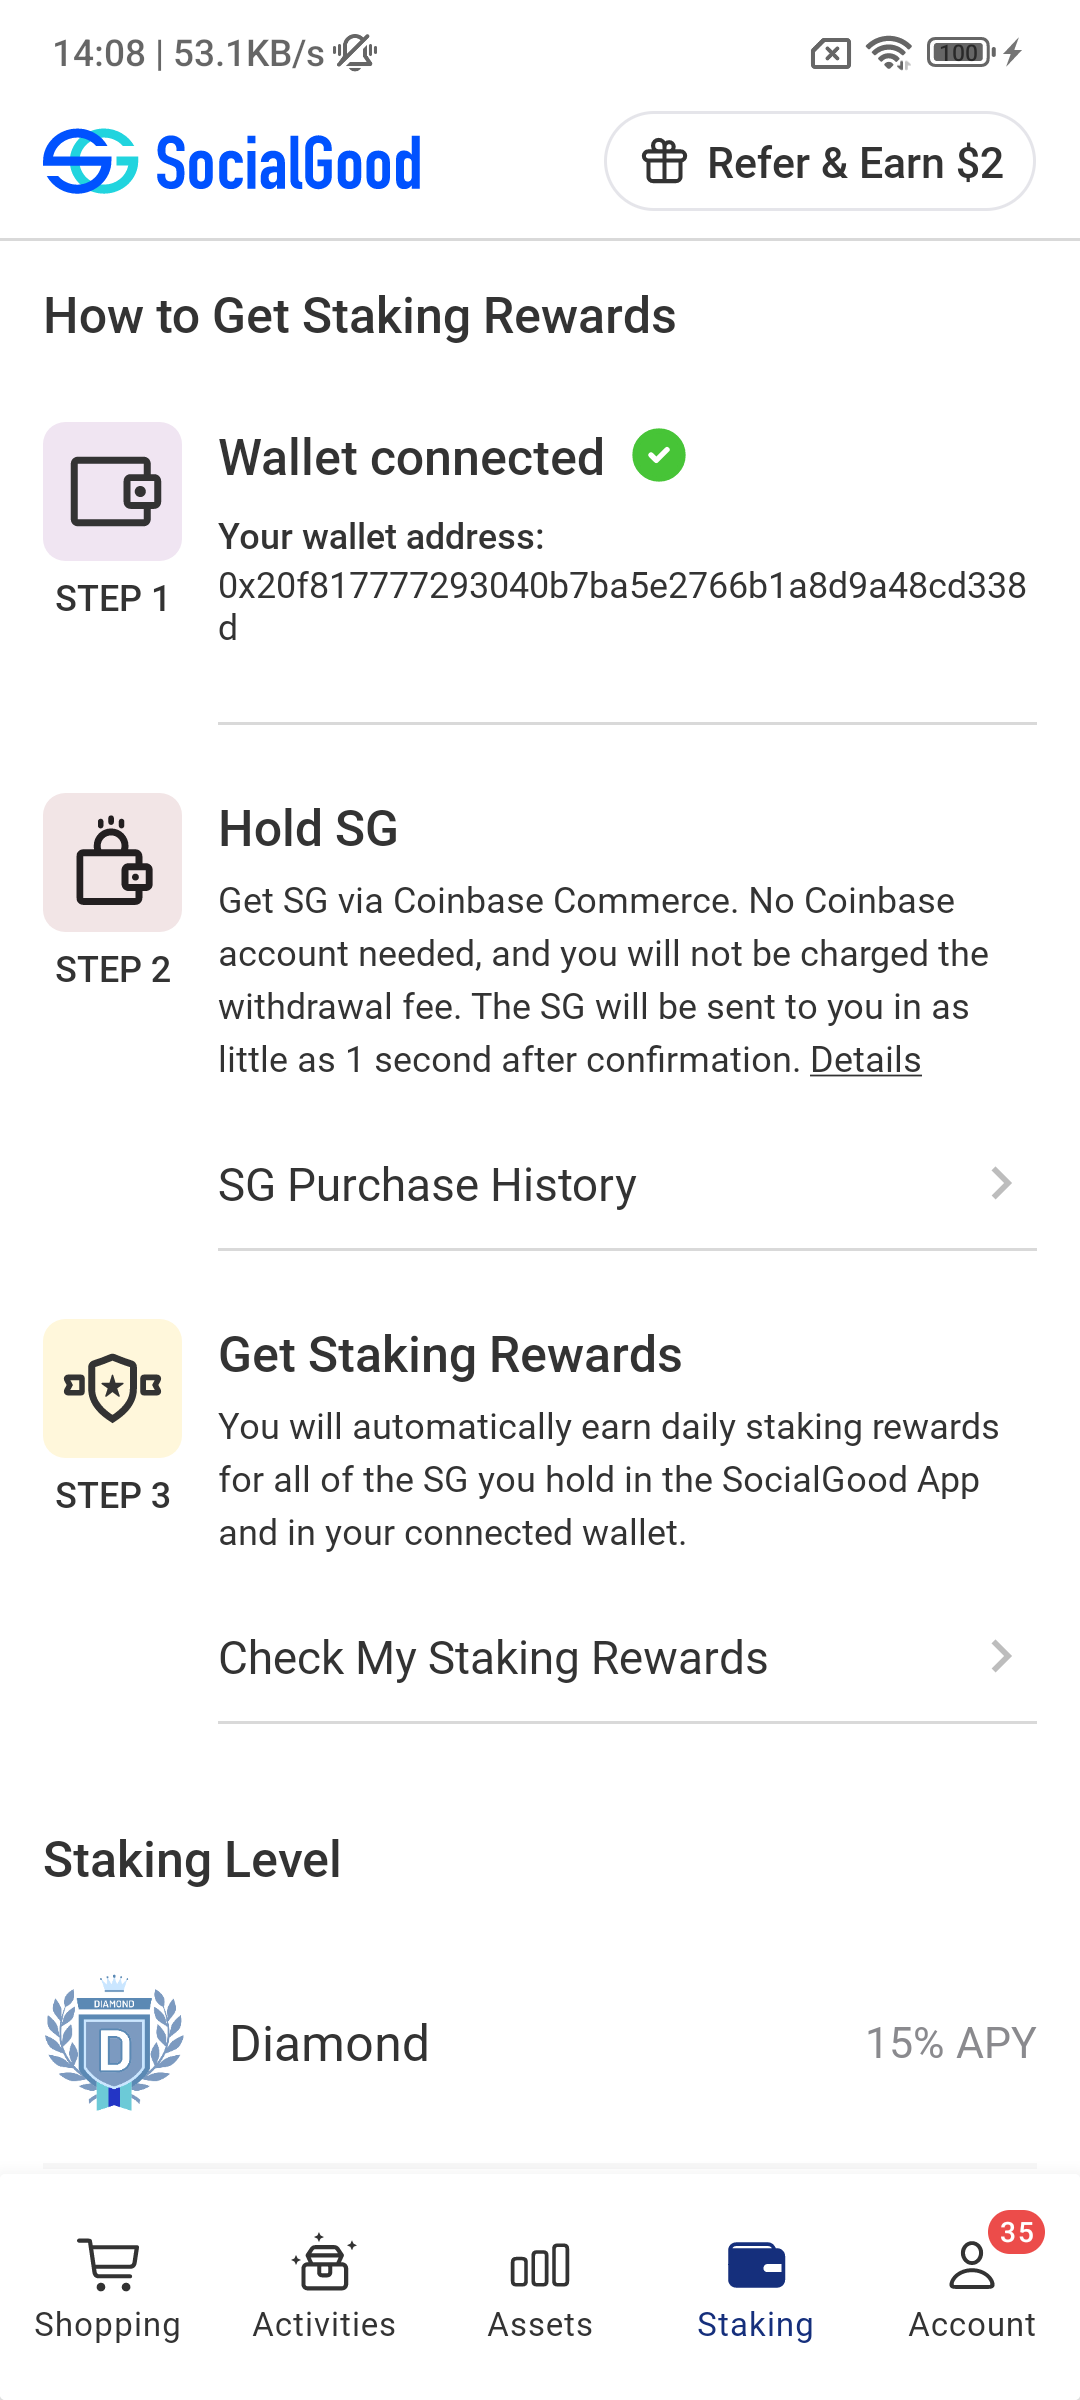 14:08 | 53.1KB/s
100
SocialGood
Refer & Earn $2
How to Get Staking Rewards
Wallet connected
Your wallet address:
0x20f817777293040b7ba5e2766b1a8d9a48cd338
d
STEP 1
Hold SG
Get SG via Coinbase Commerce. No Coinbase
account needed, and you will not be charged the
withdrawal fee. The SG will be sent to you in as
little as 1 second after confirmation. Details
STEP 2
SG Purchase History
Get Staking Rewards
You will automatically earn daily staking rewards
for all of the SG you hold in the SocialGood App
and in your connected wallet.
STEP 3
Check My Staking Rewards
Staking Level
DIAMOND
D
Diamond
15% APY
35
Shopping
Activities
Assets
Staking
Account